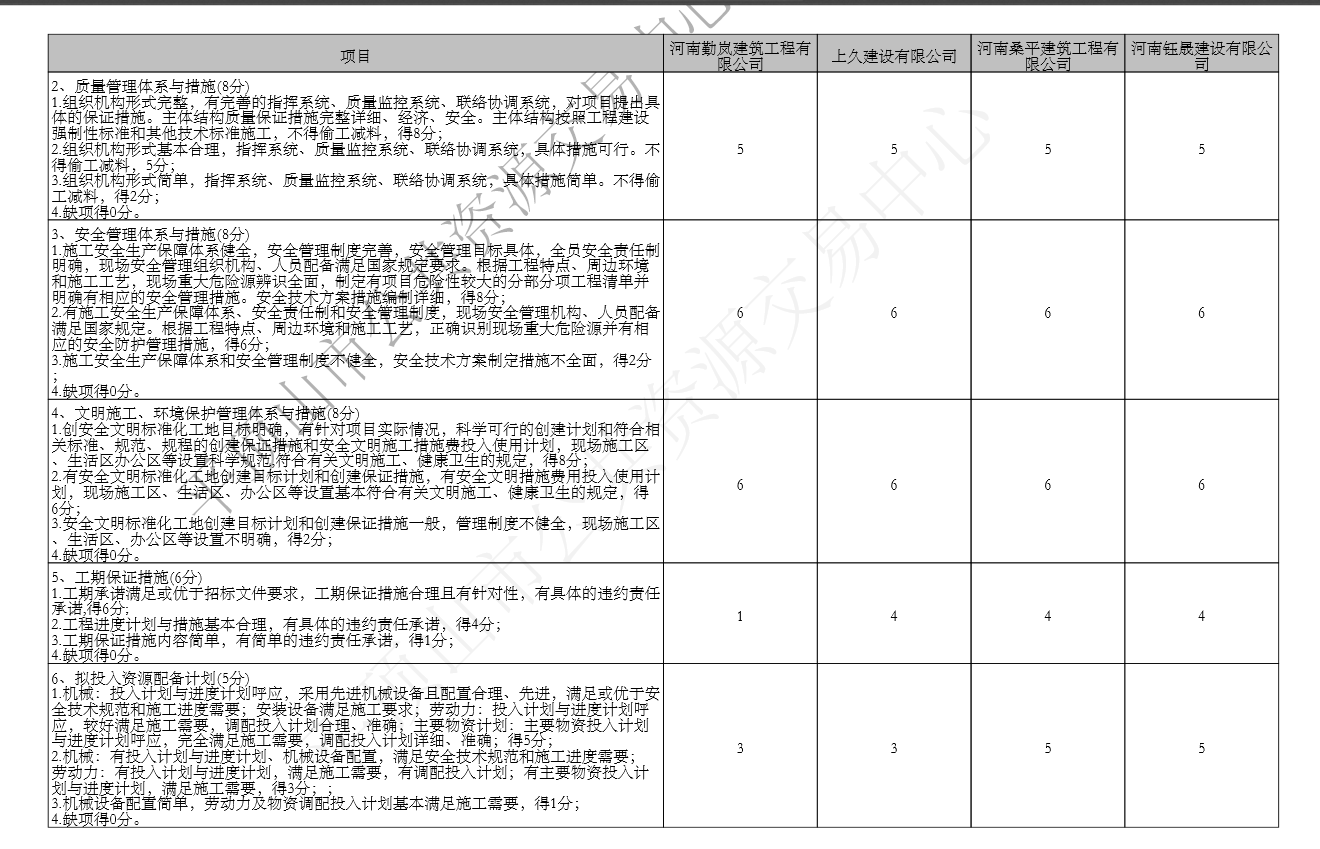 项目
河南勤岚建筑工程有
限公司
上久建设有限公司
河南桑平建筑工程有
限公司
河南钰晟建设有限公
司
2、质量管理体系与措施(8分)
1.组织机构形式完整，有完善的指挥系统、质量监控系统、联络协调系统，对项目提出具
体的保证措施。主体结构质量保证措施完整详细、经济、安全。主体结构按照工程建设
强制性标准和其他技术标准施工，不得偷工减料，得8分；
2.组织机构形式基本合理，指挥系统、质量监控系统、联络协调系统，具体措施可行。不
得偷工减料，5分；
3.组织机构形式简单，指挥系统、质量监控系统、联络协调系统，具体措施简单。不得偷
工减料，得2分；
4.缺项得0分。
5
5
5
5
3、安全管理体系与措施(8分)
1.施工安全生产保障体系健全，安全管理制度完善，安全管理目标具体，全员安全责任制
明确，现场安全管理组织机构、人员配备满足国家规定要求。根据工程特点、周边环境
和施工工艺，现场重大危险源辨识全面，制定有项目危险性较大的分部分项工程清单并
明确有相应的安全管理措施。安全技术方案措施编制详细，得8分；
2.有施工安全生产保障体系、安全责任制和安全管理制度，现场安全管理机构、人员配备
满足国家规定。根据工程特点、周边环境和施工工艺，正确识别现场重大危险源并有相
应的安全防护管理措施，得6分；
3.施工安全生产保障体系和安全管理制度不健全，安全技术方案制定措施不全面，得2分
；
4.缺项得0分。
6
6
6
6
4、文明施工、环境保护管理体系与措施(8分)
1.创安全文明标准化工地目标明确，有针对项目实际情况，科学可行的创建计划和符合相
关标准、规范、规程的创建保证措施和安全文明施工措施费投入使用计划，现场施工区
、生活区办公区等设置科学规范,符合有关文明施工、健康卫生的规定，得8分；
2.有安全文明标准化工地创建目标计划和创建保证措施，有安全文明措施费用投入使用计
划，现场施工区、生活区、办公区等设置基本符合有关文明施工、健康卫生的规定，得
6分；
3.安全文明标准化工地创建目标计划和创建保证措施一般，管理制度不健全，现场施工区
、生活区、办公区等设置不明确，得2分；
4.缺项得0分。
6
6
6
6
5、工期保证措施(6分)
1.工期承诺满足或优于招标文件要求，工期保证措施合理且有针对性，有具体的违约责任
承诺,得6分;
2.工程进度计划与措施基本合理，有具体的违约责任承诺，得4分；
3.工期保证措施内容简单，有简单的违约责任承诺，得1分；
4.缺项得0分。
1
4
4
4
6、拟投入资源配备计划(5分)
1.机械：投入计划与进度计划呼应，采用先进机械设备且配置合理、先进，满足或优于安
全技术规范和施工进度需要；安装设备满足施工要求；劳动力：投入计划与进度计划呼
应，较好满足施工需要，调配投入计划合理、准确；主要物资计划：主要物资投入计划
与进度计划呼应，完全满足施工需要，调配投入计划详细、准确；得5分；
2.机械：有投入计划与进度计划、机械设备配置，满足安全技术规范和施工进度需要；
劳动力：有投入计划与进度计划，满足施工需要，有调配投入计划；有主要物资投入计
划与进度计划，满足施工需要，得3分；；
3.机械设备配置简单，劳动力及物资调配投入计划基本满足施工需要，得1分；
4.缺项得0分。
3
3
5
5